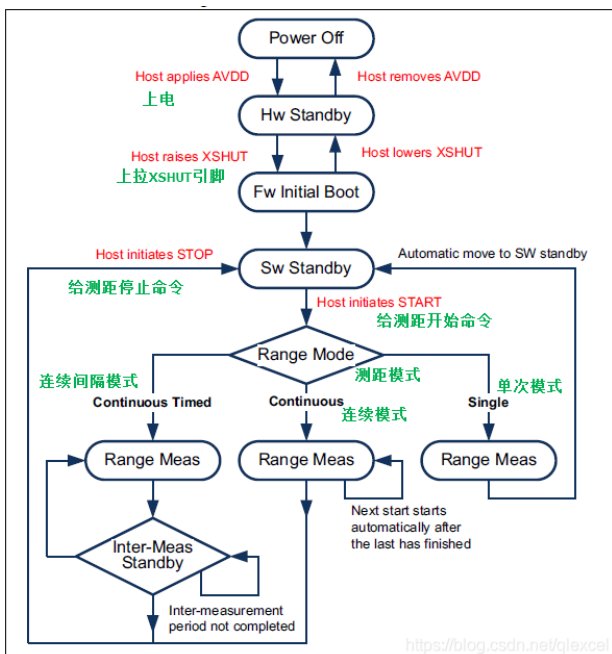 Power Off
Host applies AVDD
Host removes AVDD
上电
Hw Standby
Host raises XSHUT
Host lowers XSHUT
上拉XSHUT引脚
Fw Initial Boot
Host initiates STOP
Automatic move to SW standby
Sw Standby
给测距停止命令
Host initiates START
给测距开始命令
Range Mode
连续间隔模式
测距模式
单次模式
Continuous Timed
Continuous
Single
连续模式
Range Meas
Range Meas
Range Meas
Next start starts
automatically after
the last has finished
Inter-Meas
Standby
Inter-measurement
period not completed
https://blog.csdn.net/qlexcel